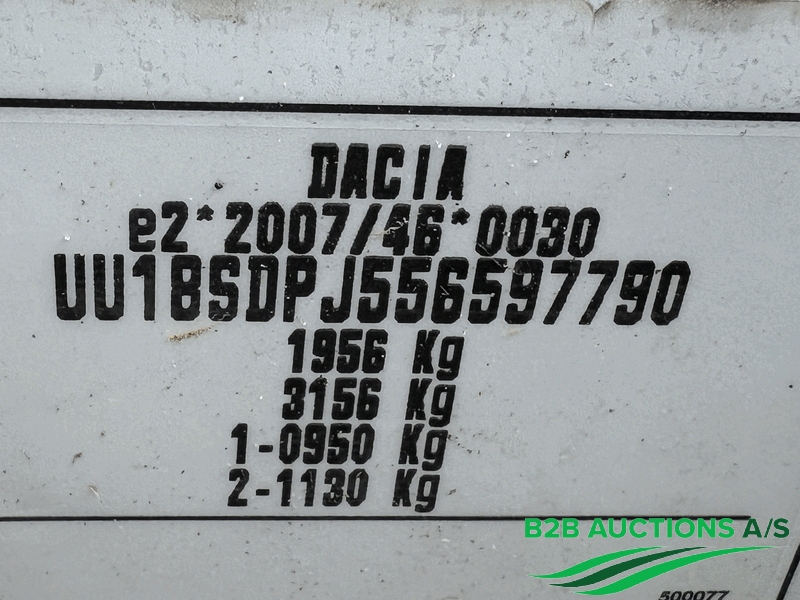 DACIA
e2*2007/46*0030
UU1BSDPJ556597790
1956 Kg
3156 Kg
1-0950 Kg
2-1130 Kg
B2B AUCTIONS A/S
500077